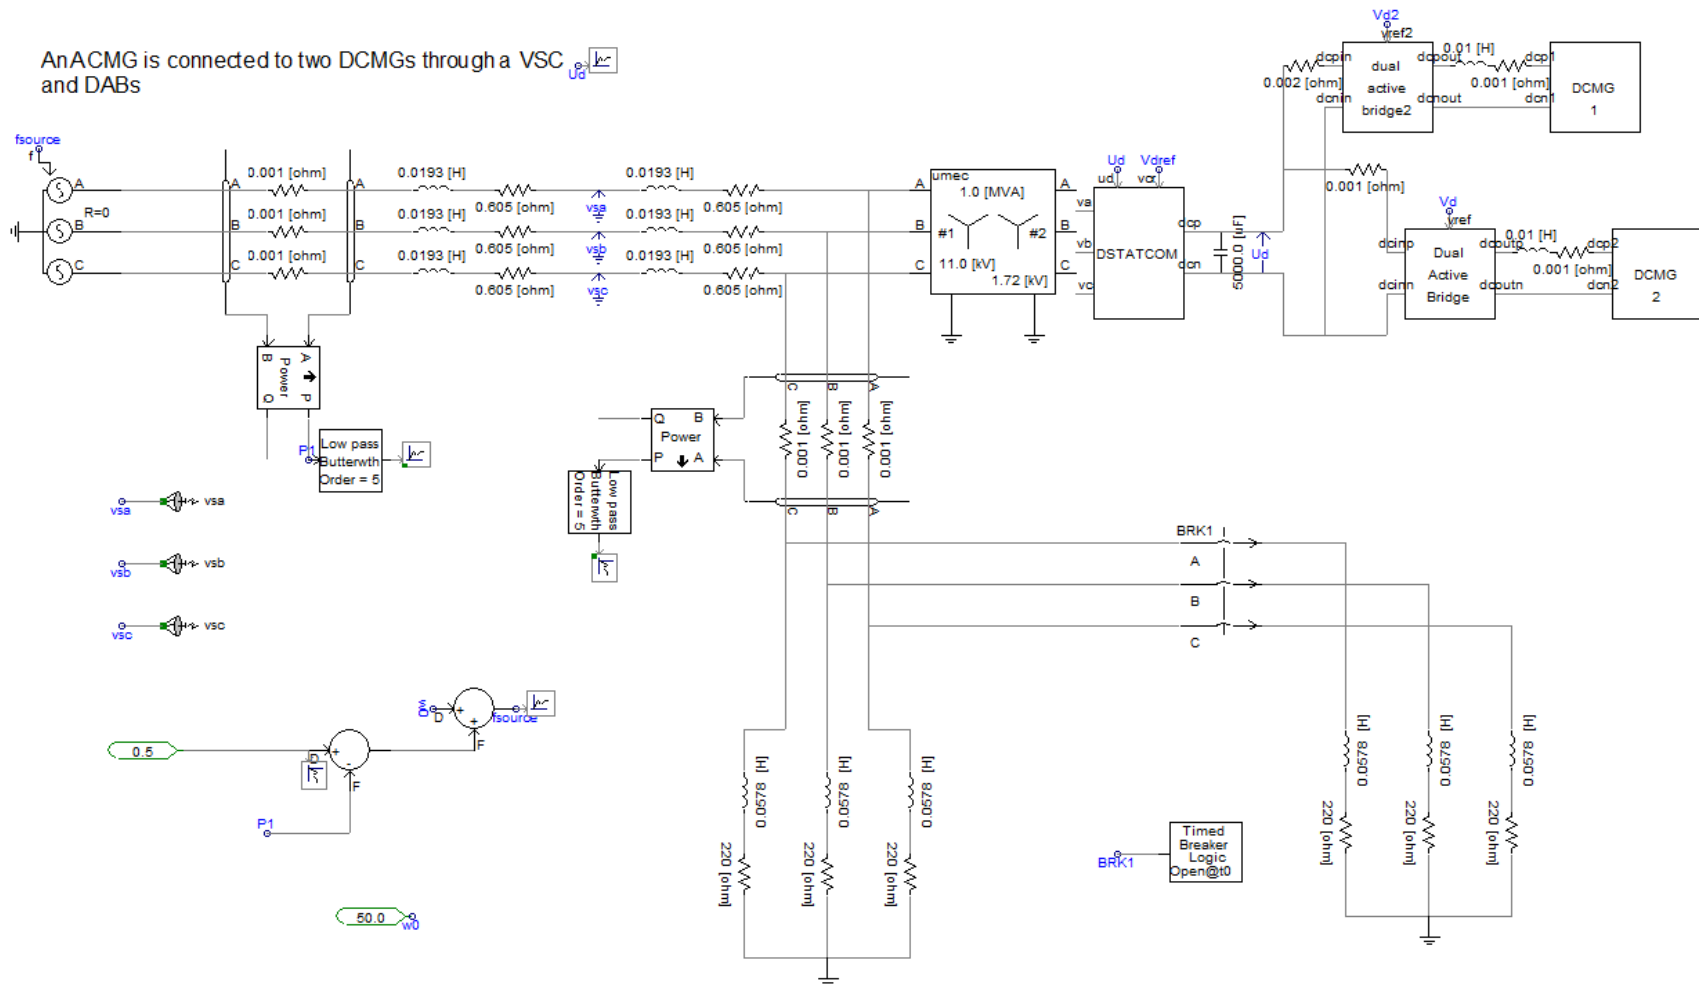 An ACMG is connected to two DCMGs through a VSC
and DABs
Ud
fsource
f
A
B
C
R=0
A
B
C
0.001 [ohm]
0.001 [ohm]
0.001 [ohm]
A
B
C
0.0193 [H]
0.0193 [H]
0.0193 [H]
0.605 [ohm]
0.605 [ohm]
0.605 [ohm]
vsa
vsb
vsc
0.0193 [H]
0.0193 [H]
0.0193 [H]
0.605 [ohm]
0.605 [ohm]
0.605 [ohm]
A
B
C
umec
1.0 [MVA]
#1
#2
11.0 [kV]
1.72 [kV]
A
B
C
Ud
Vdref
ud
vcr
va
vb
vc
DSTATCOM
dcp
dcn
5000.0 [uF]
Ud
0.002 [ohm]
0.001 [ohm]
Vd2
vref2
dcpin
dcnin
dual
active
bridge2
dcpout
dcnout
0.01 [H]
0.001 [ohm]
dcp1
dcn1
DCMG
1
Vd
vref
dcinp
dcinn
Dual
Active
Bridge
dcoutp
dcoutn
0.01 [H]
0.001 [ohm]
dcp2
dcn2
DCMG
2
B
A
Power
Q
P
P1
Low pass
Butterwth
Order = 5
Q
B
Power
P
A
Low pass
Butterwth
Order = 5
C
B
A
0.001 [ohm]
0.001 [ohm]
0.001 [ohm]
C
B
A
vsa
vsa
vsb
vsb
vsc
vsc
BRK1
A
B
C
0.0578 [H]
0.0578 [H]
0.0578 [H]
220 [ohm]
220 [ohm]
220 [ohm]
0.0578 [H]
0.0578 [H]
0.0578 [H]
220 [ohm]
220 [ohm]
220 [ohm]
0.5
D
+
-
F
P1
w0
D
+
+
F
fsource
50.0
w0
BRK1
Timed
Breaker
Logic
Open@t0